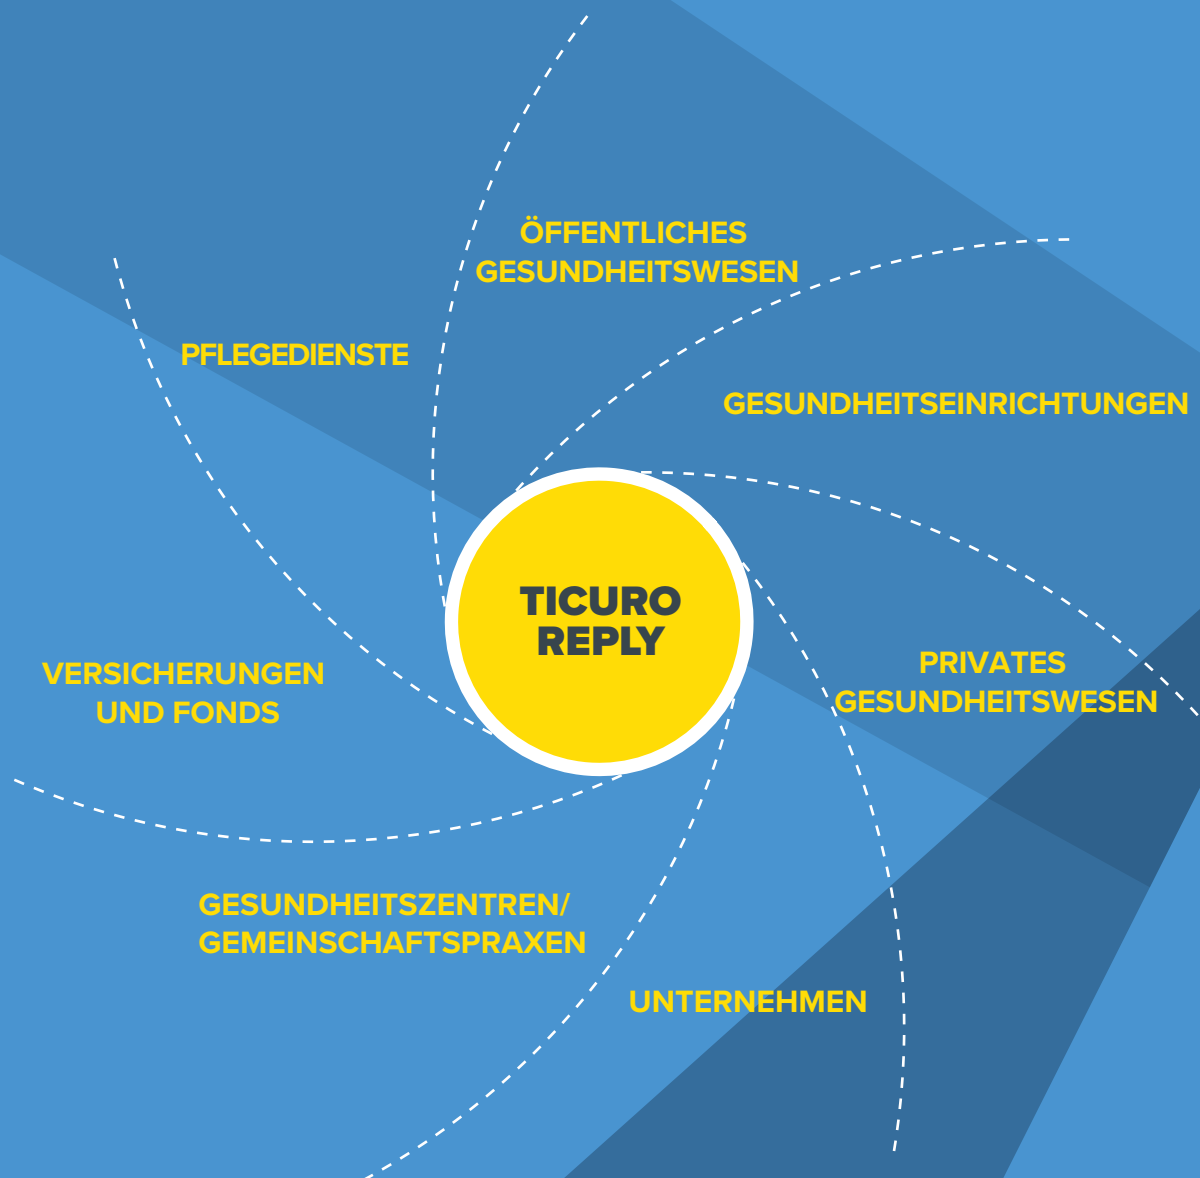 ÖFFENTLICHES
GESUNDHEITSWESEN
PFLEGEDIENSTE
GESUNDHEITSEINRICHTUNGEN
TICURO
REPLY
VERSICHERUNGEN
UND FONDS
PRIVATES
GESUNDHEITSWESEN
GESUNDHEITSZENTREN/
GEMEINSCHAFTSPRAXEN
UNTERNEHMEN